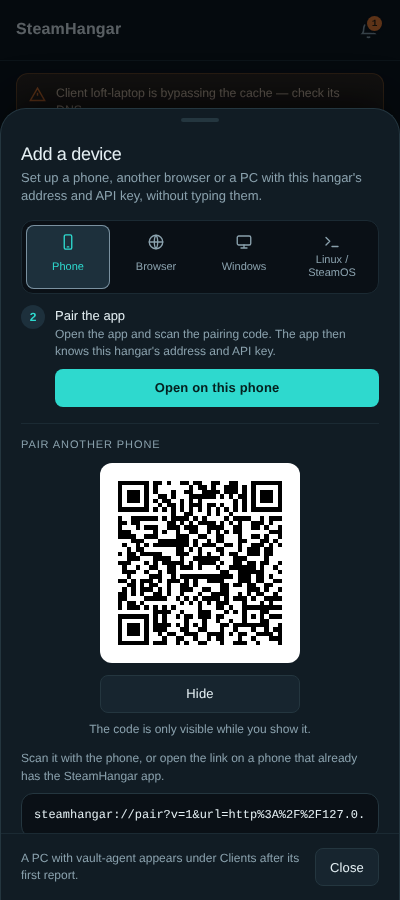 SteamHangar
1
Client loft-laptop is bypassing the cache — check its
Add a device
Set up a phone, another browser or a PC with this hangar's
address and API key, without typing them.
Phone
Browser
Windows
Linux /
SteamOS
2
Pair the app
Open the app and scan the pairing code. The app then
knows this hangar's address and API key.
Open on this phone
PAIR ANOTHER PHONE
Hide
The code is only visible while you show it.
Scan it with the phone, or open the link on a phone that already
has the SteamHangar app.
steamhangar://pair?v=1&url=http%3A%2F%2F127.0.
A PC with vault-agent appears under Clients after its
first report.
Close